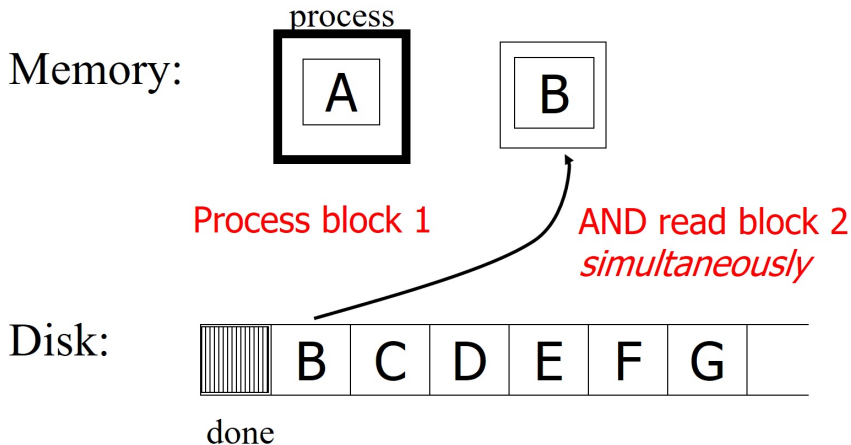 process
Memory:
A
B
Process block 1
AND read block 2
simultaneously
Disk:
B C D E F G
done